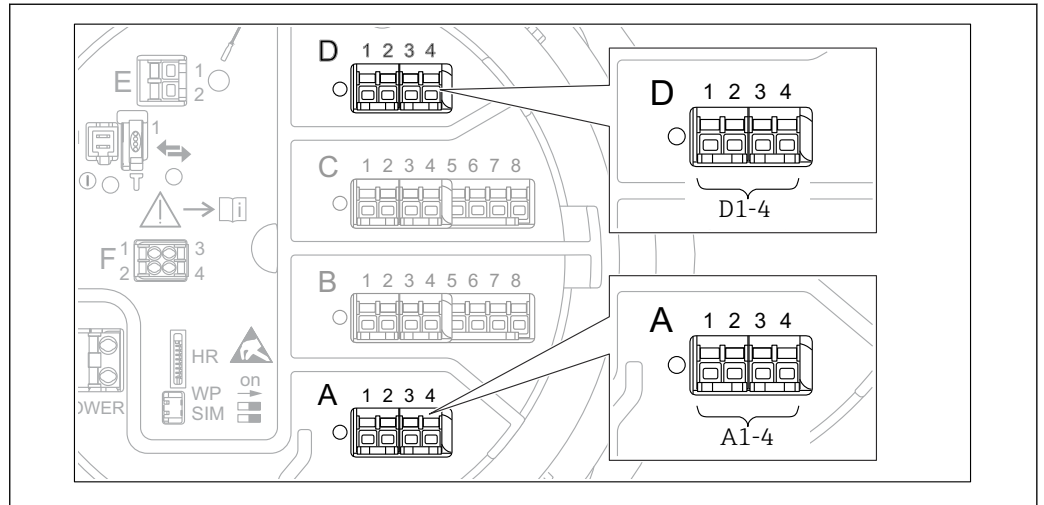 D 1 2 3 4
E 1
2
1
C 1 2 3 4 5 6 7 8
i
F 1 3
2 4
B 1 2 3 4 5 6 7 8
HR
WP on
SIM
OWER
A 1 2 3 4
D 1 2 3 4
D1-4
A 1 2 3 4
A1-4